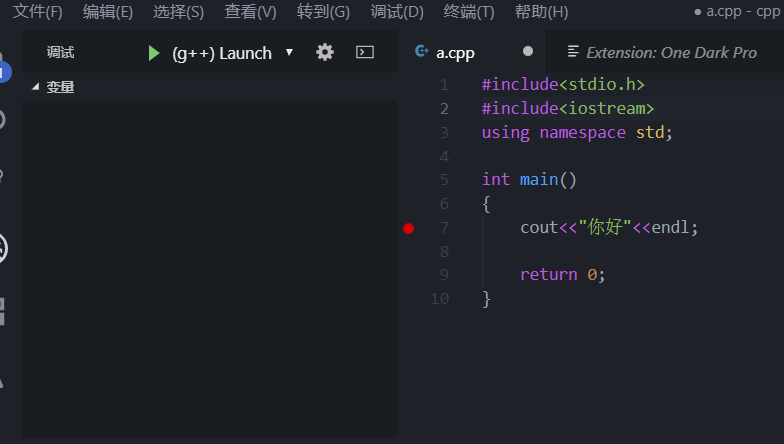 文件(F) 编辑(E) 选择(S) 查看(V) 转到(G) 调试(D) 终端(T) 帮助(H) ● a.cpp - cpp
调试 (g++) Launch a.cpp Extension: One Dark Pro
变量
1 #include<stdio.h>
2 #include<iostream>
3 using namespace std;
4
5 int main()
6 {
7 cout<<"你好"<<endl;
8
9 return 0;
10 }